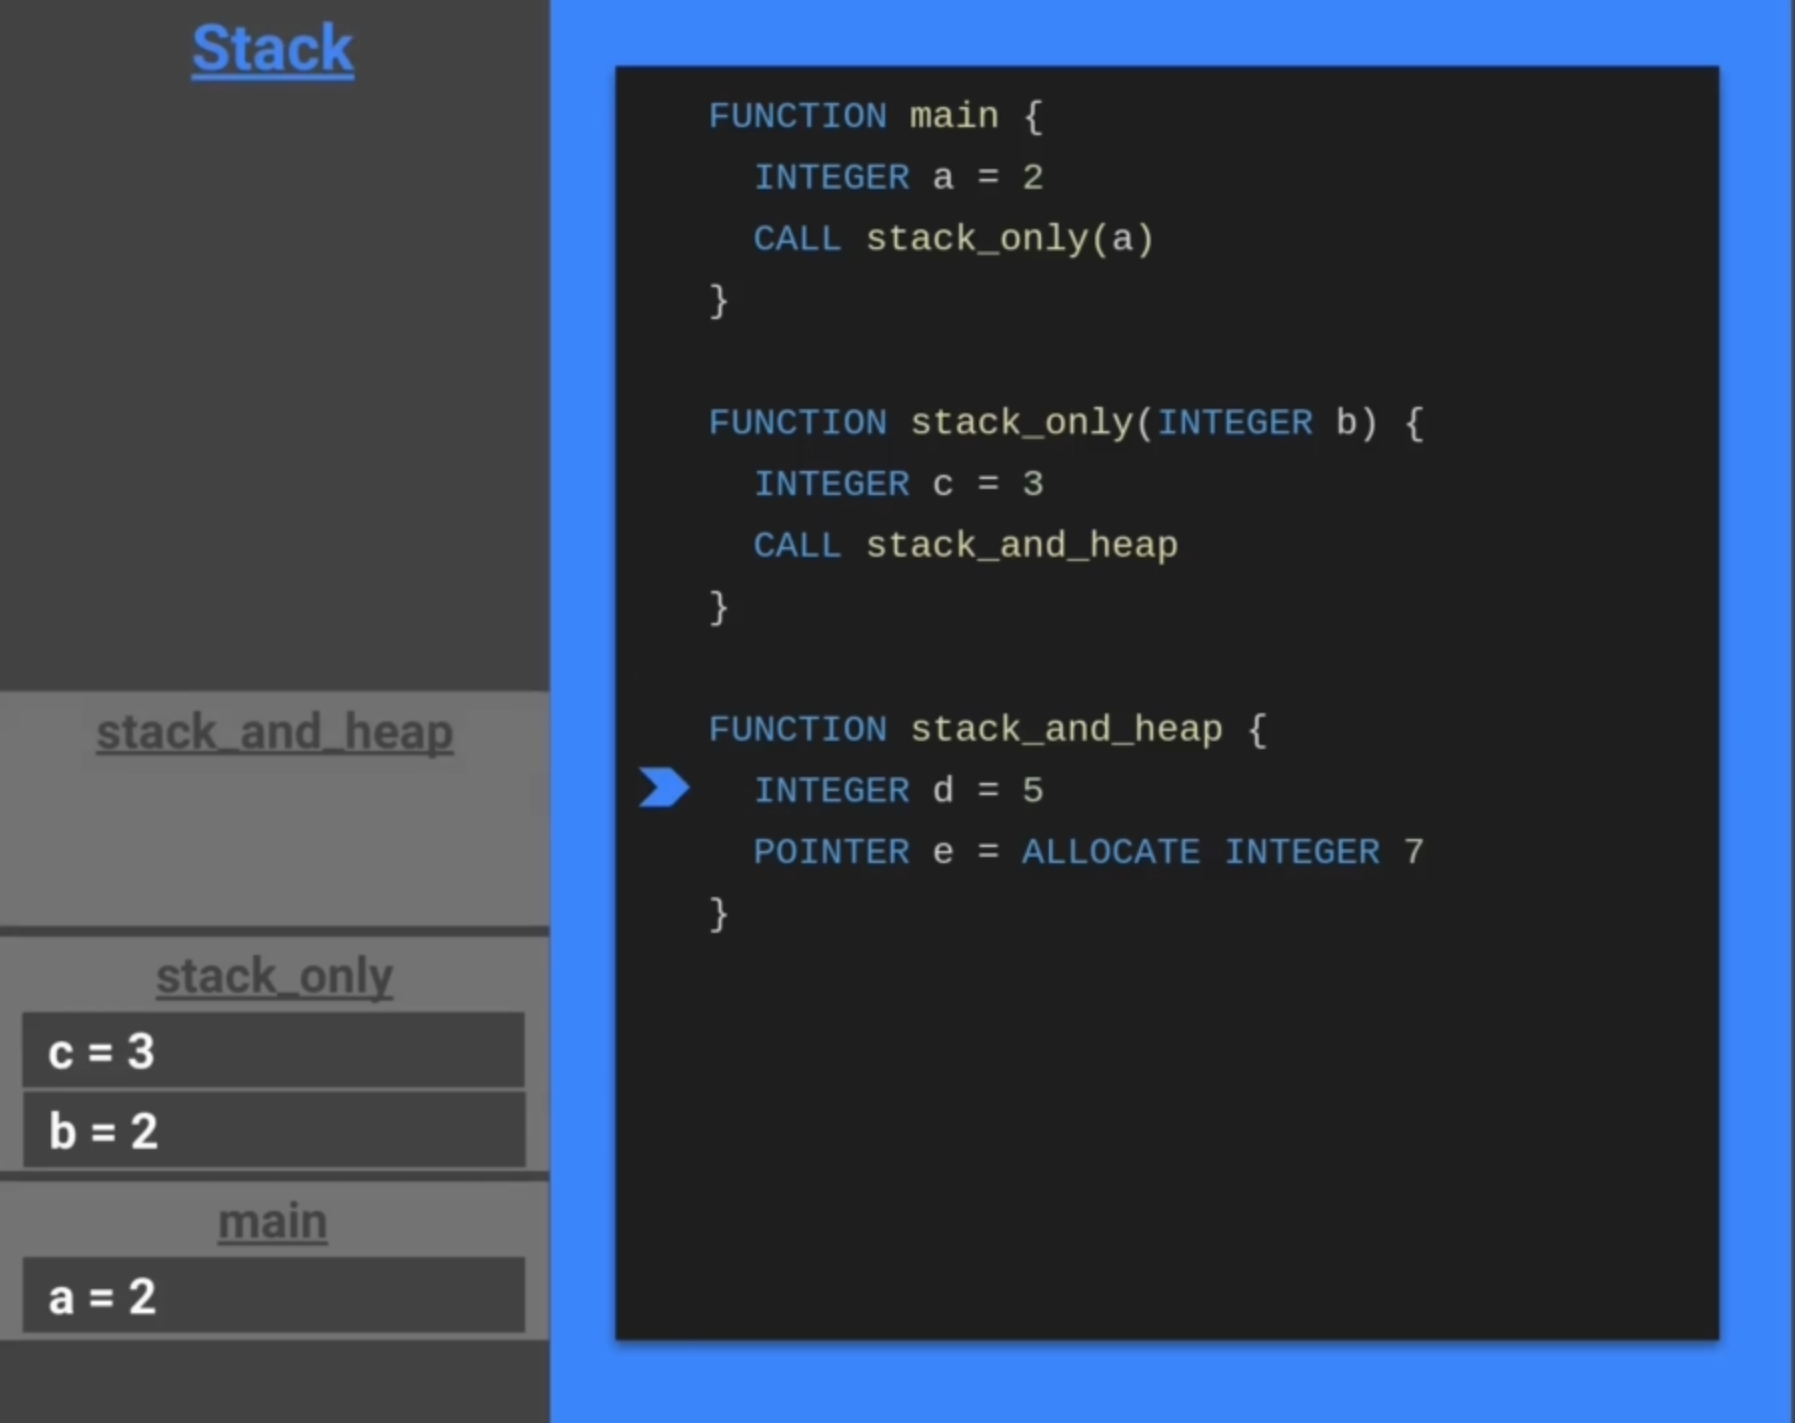 Stack
stack_and_heap
stack_only
c = 3
b = 2
main
a = 2
FUNCTION main {
INTEGER a = 2
CALL stack_only(a)
}
FUNCTION stack_only(INTEGER b) {
INTEGER c = 3
CALL stack_and_heap
}
FUNCTION stack_and_heap {
INTEGER d = 5
POINTER e = ALLOCATE INTEGER 7
}